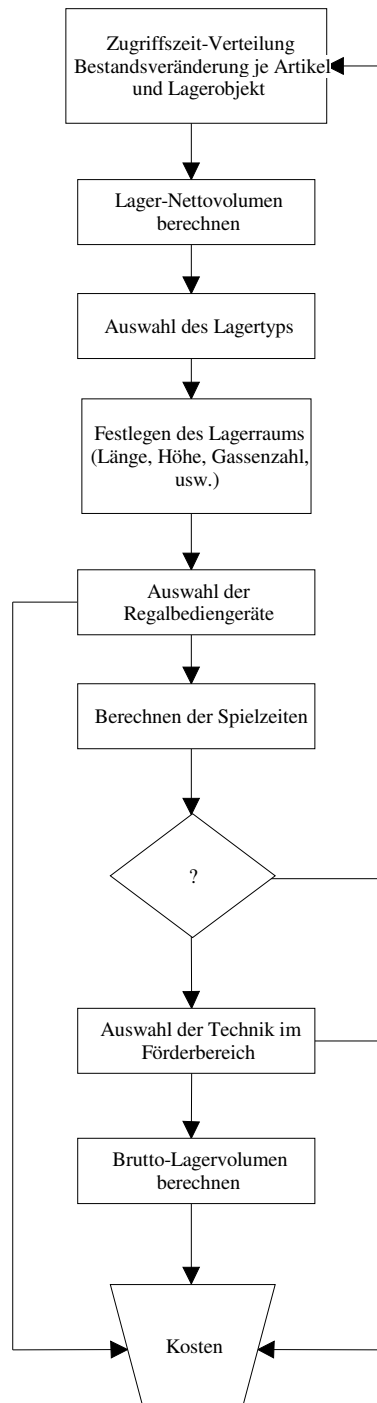 Zugriffszeit-Verteilung
Bestandsveränderung je Artikel
und Lagerobjekt
Lager-Nettovolumen
berechnen
Auswahl des Lagertyps
Festlegen des Lagerraums
(Länge, Höhe, Gassenzahl,
usw.)
Auswahl der
Regalbediengeräte
Berechnen der Spielzeiten
?
Auswahl der Technik im
Förderbereich
Brutto-Lagervolumen
berechnen
Kosten